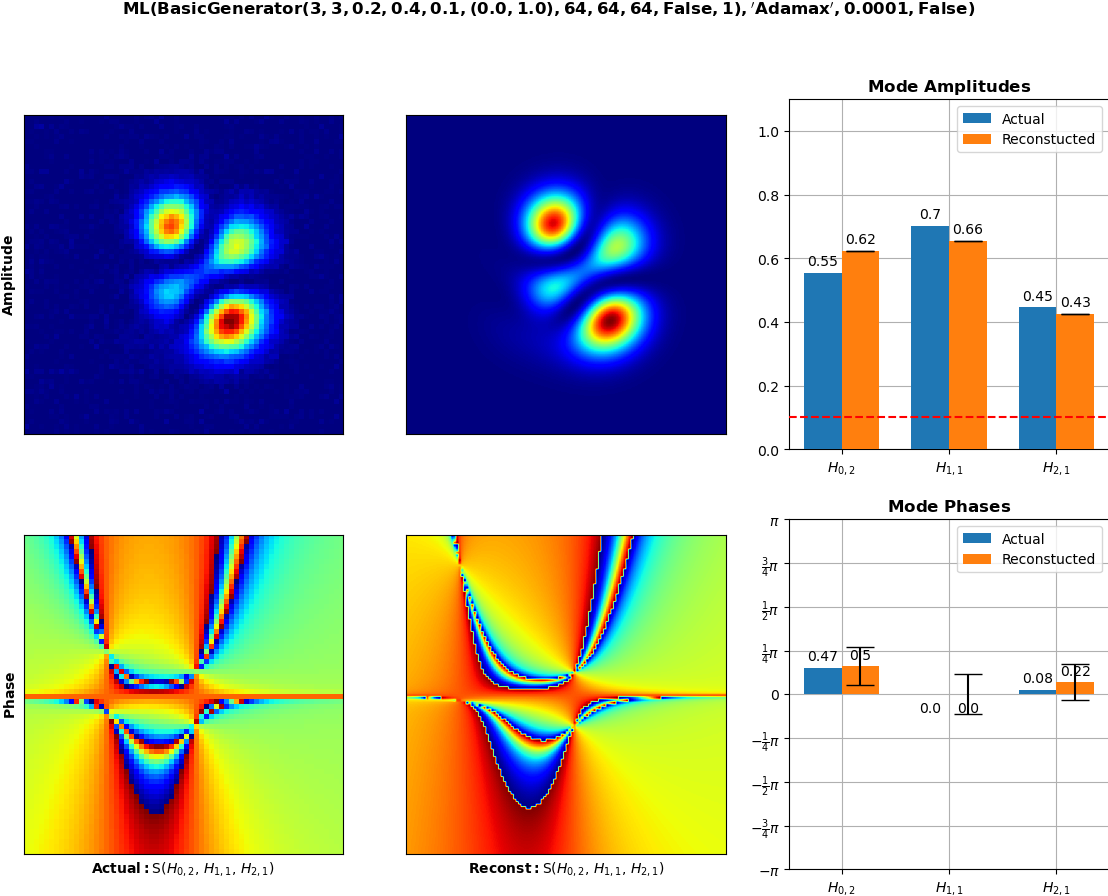 ML(BasicGenerator(3, 3, 0.2, 0.4, 0.1, (0.0, 1.0), 64, 64, 64, False, 1), ′Adamax′, 0.0001, False)
Amplitude
Mode Amplitudes
Actual
Reconstucted
1.0
0.8
0.6
0.4
0.2
0.0
0.55
0.62
0.7
0.66
0.45
0.43
H₀,₂
H₁,₁
H₂,₁
Phase
Actual: S(H₀,₂, H₁,₁, H₂,₁)
Reconst: S(H₀,₂, H₁,₁, H₂,₁)
Mode Phases
Actual
Reconstucted
π
3/4π
1/2π
1/4π
0
−1/4π
−1/2π
−3/4π
−π
0.47
0.5
0.0
0.0
0.08
0.22
H₀,₂
H₁,₁
H₂,₁